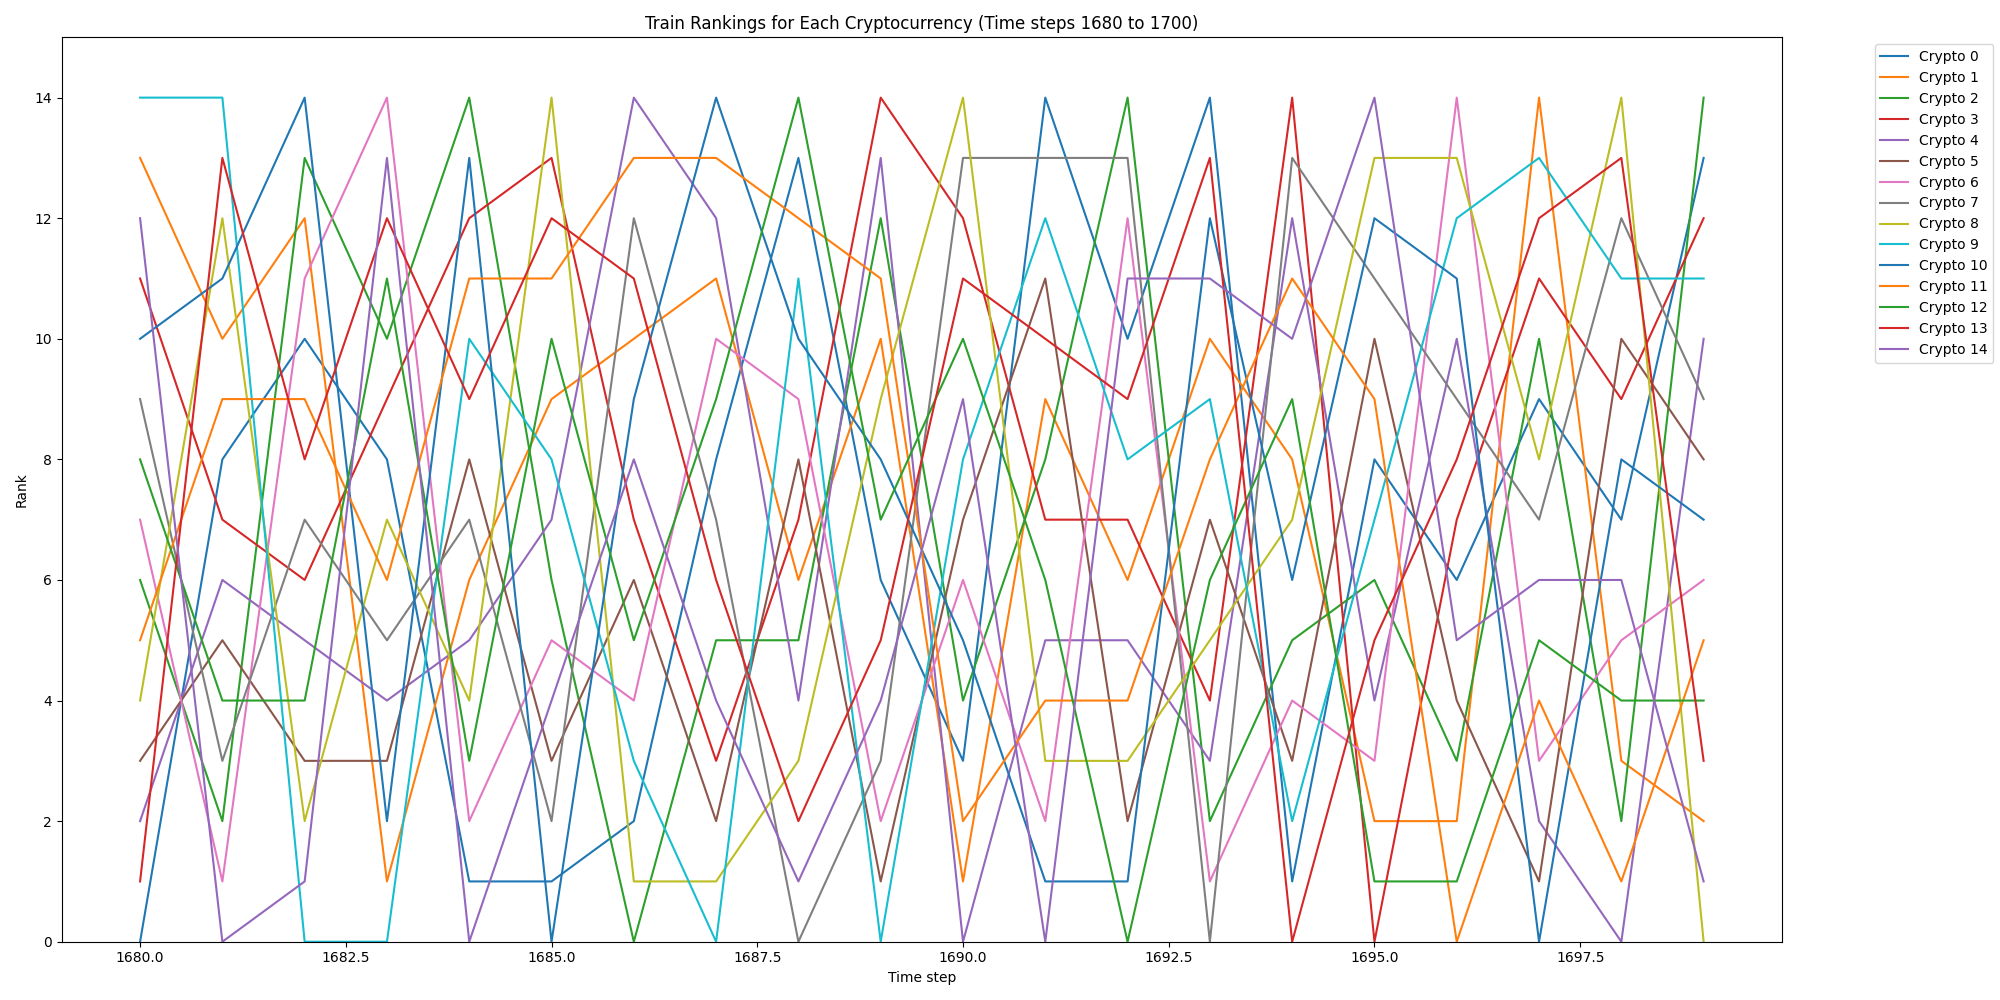 Train Rankings for Each Cryptocurrency (Time steps 1680 to 1700)
Rank
14
12
10
8
6
4
2
0
1680.0 1682.5 1685.0 1687.5 1690.0 1692.5 1695.0 1697.5
Time step
Crypto 0
Crypto 1
Crypto 2
Crypto 3
Crypto 4
Crypto 5
Crypto 6
Crypto 7
Crypto 8
Crypto 9
Crypto 10
Crypto 11
Crypto 12
Crypto 13
Crypto 14